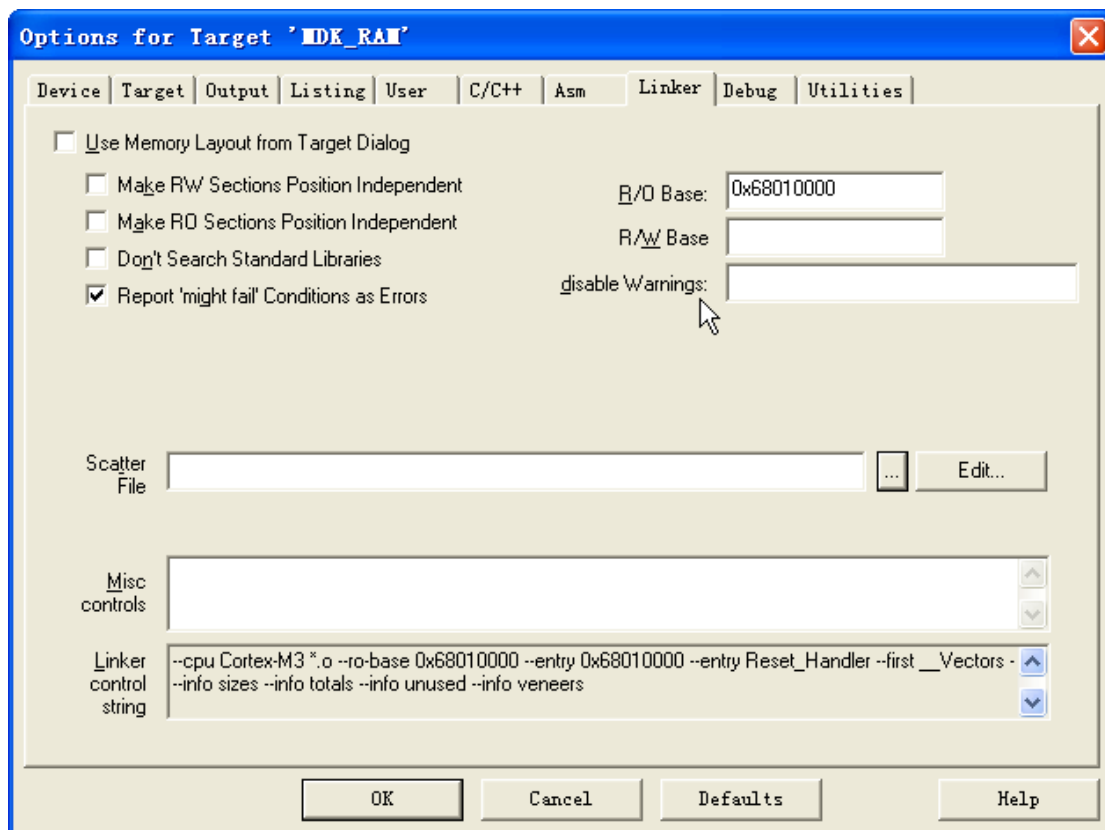 Options for Target 'MDK_RAM'
Device Target Output Listing User C/C++ Asm Linker Debug Utilities
Use Memory Layout from Target Dialog
Make RW Sections Position Independent
Make RO Sections Position Independent
Don't Search Standard Libraries
Report 'might fail' Conditions as Errors
R/O Base: 0x68010000
R/W Base
disable Warnings:
Scatter
File
...
Edit...
Misc
controls
Linker
control
string
--cpu Cortex-M3 *.o --ro-base 0x68010000 --entry 0x68010000 --entry Reset_Handler --first __Vectors -
--info sizes --info totals --info unused --info veneers
OK Cancel Defaults Help